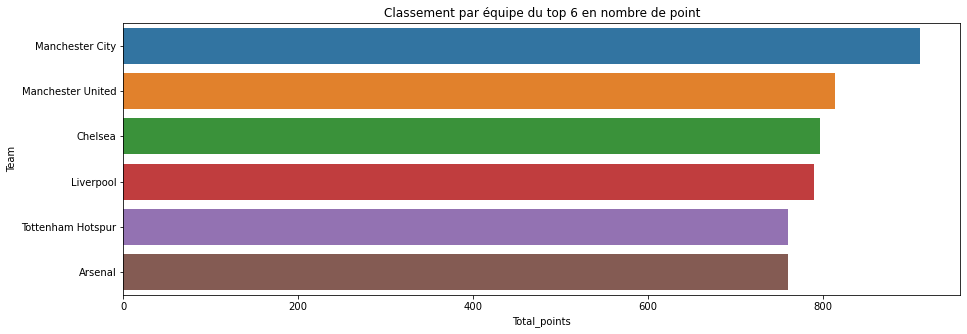 Classement par équipe du top 6 en nombre de point
Team
Manchester City
Manchester United
Chelsea
Liverpool
Tottenham Hotspur
Arsenal
0 200 400 600 800
Total_points